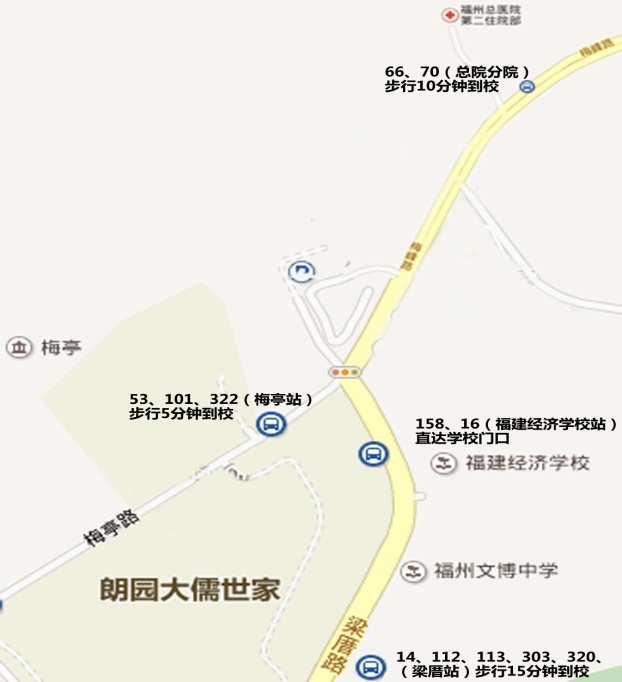 福州总医院
第二住院部
梅峰路
66、70（总院分院）
步行10分钟到校
梅峰路
梅亭
53、101、322（梅亭站）
步行5分钟到校
158、16（福建经济学校站）
直达学校门口
福建经济学校
梅亭路
福州文博中学
朗园大儒世家
梁厝路
14、112、113、303、320、
（梁厝站）步行15分钟到校